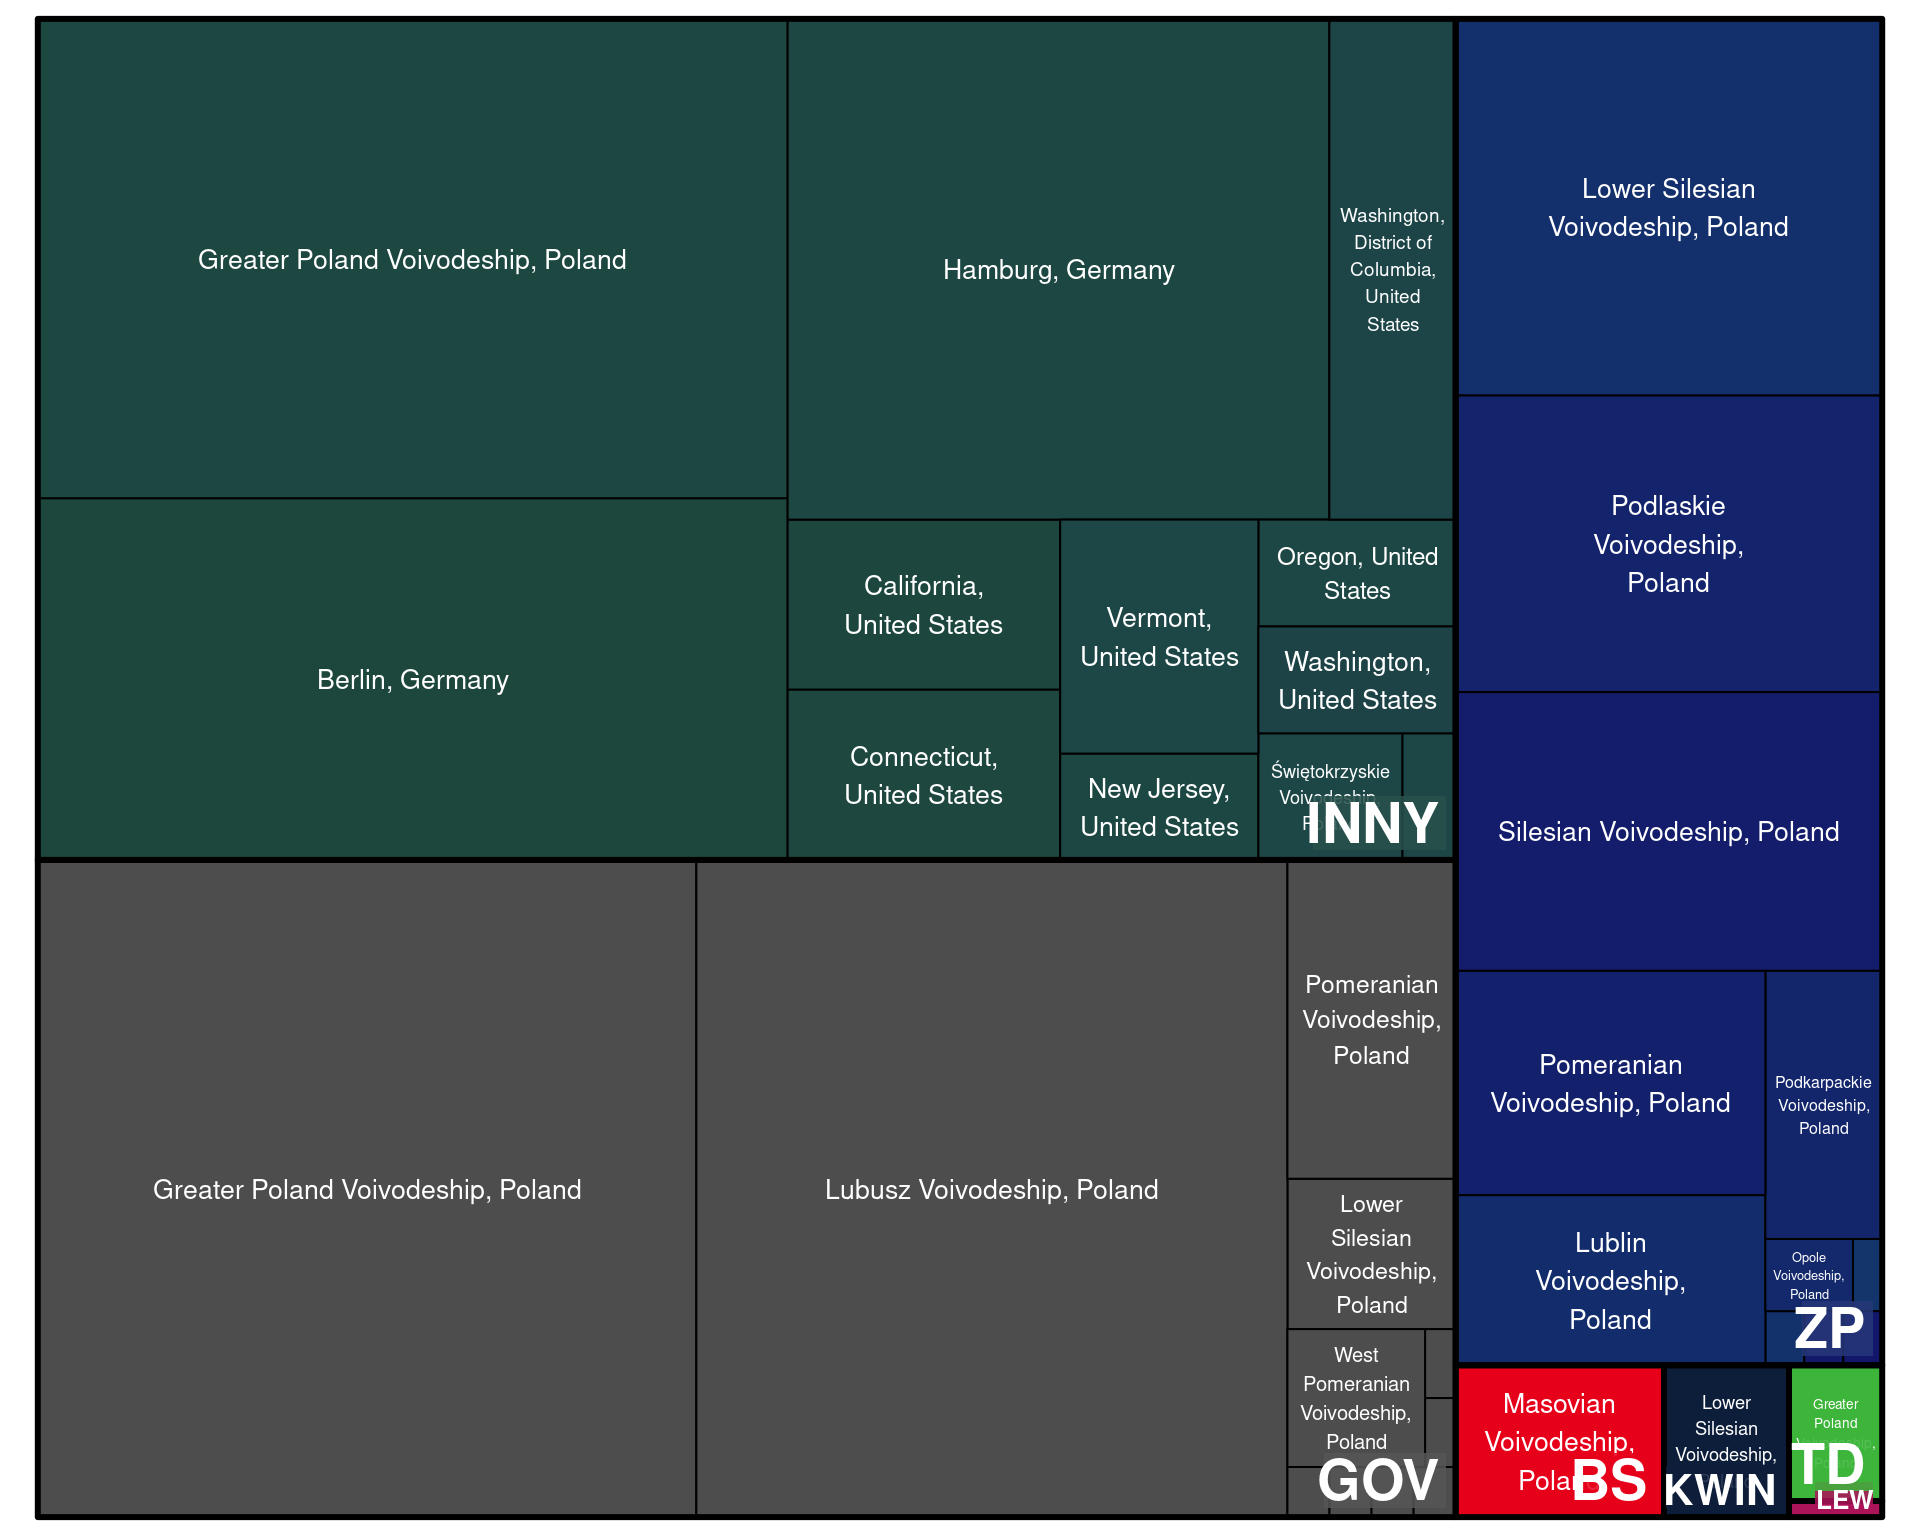 Greater Poland Voivodeship, Poland
Hamburg, Germany
Washington,
District of
Columbia,
United
States
Berlin, Germany
California,
United States
Connecticut,
United States
Vermont,
United States
New Jersey,
United States
Oregon, United
States
Washington,
United States
Świętokrzyskie
Voivodeship,
INNY
Greater Poland Voivodeship, Poland
Lubusz Voivodeship, Poland
Pomeranian
Voivodeship,
Poland
Lower
Silesian
Voivodeship,
Poland
West
Pomeranian
Voivodeship,
Poland
GOV
Lower Silesian
Voivodeship, Poland
Podlaskie
Voivodeship,
Poland
Silesian Voivodeship, Poland
Pomeranian
Voivodeship, Poland
Podkarpackie
Voivodeship,
Poland
Lublin
Voivodeship,
Poland
Opole
Voivodeship,
Poland
ZP
Masovian
Voivodeship,
Poland
BS
Lower
Silesian
Voivodeship,
KWIN
Greater
Poland
TD
LEW